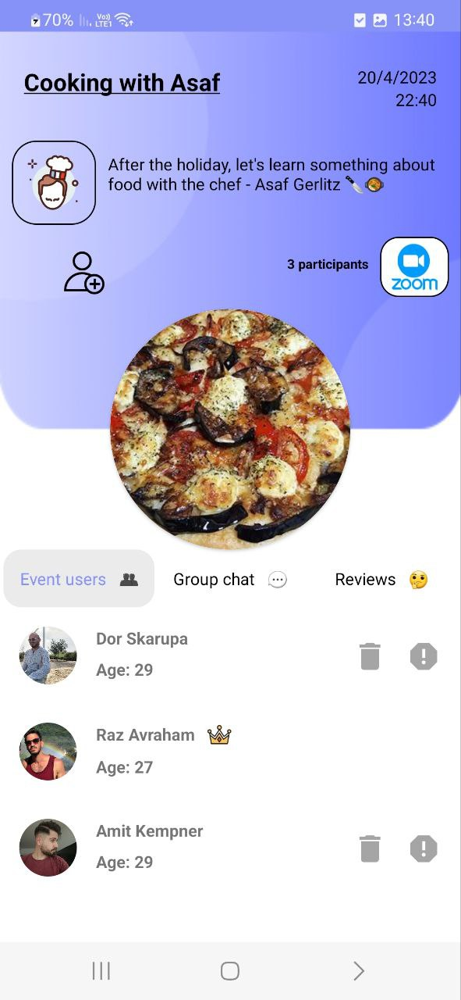 70% Vo)) LTE1 13:40
Cooking with Asaf
20/4/2023
22:40
After the holiday, let's learn something about
food with the chef - Asaf Gerlitz 🔪🥘
3 participants
zoom
Event users 👥 Group chat 💬 Reviews 🤔
Dor Skarupa
Age: 29
Raz Avraham
Age: 27
Amit Kempner
Age: 29